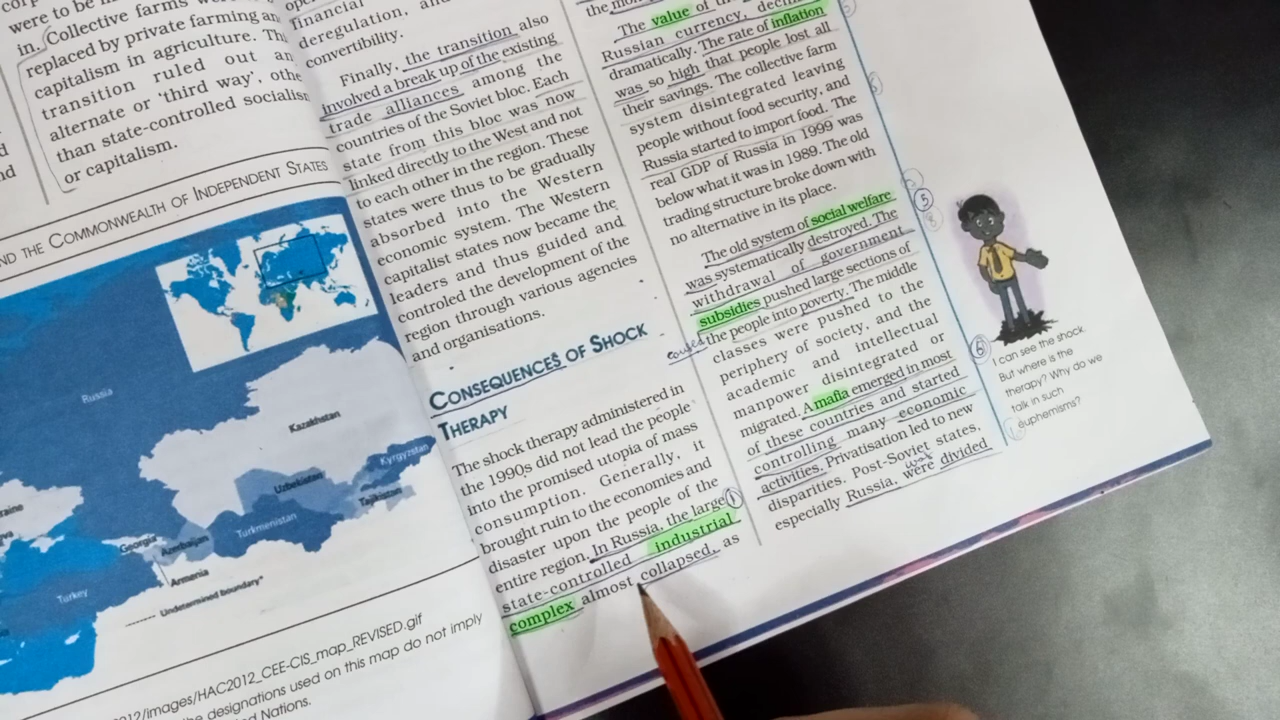 were to be
in. Collective farms were to be
replaced by private farming and
capitalism in agriculture.
transition ruled out
alternate or 'third way',
than state-controlled socialism
or capitalism.
ND THE COMMONWEALTH OF INDEPENDENT STATES
Russia
Kazakhstan
Uzbekistan
Kyrgyzstan
Tajikistan
Turkmenistan
Georgia
Azerbaijan
Armenia
Turkey
Undetermined boundary*
2012/images/HAC2012_CEE-CIS_map_REVISED.gif
the designations used on this map do not imply
Nations.
financial
deregulation, and
convertibility.
Finally, the transition also
involved a break up of the existing
trade alliances among the
countries of the Soviet bloc. Each
state from this bloc was now
linked directly to the West and not
to each other in the region. These
states were thus to be gradually
absorbed into the Western
economic system. The Western
capitalist states now became the
leaders and thus guided and
controled the development of the
region through various agencies
and organisations.
CONSEQUENCES OF SHOCK
THERAPY
The shock therapy administered in
the 1990s did not lead the people
into the promised utopia of mass
consumption. Generally, it
brought ruin to the economies and
disaster upon the people of the
entire region. In Russia, the large
state-controlled industrial
complex almost collapsed, as
1
The value of
Russian currency,
dramatically. The rate of inflation
was so high that people lost all
their savings. The collective farm
system disintegrated leaving
people without food security, and
Russia started to import food. The
real GDP of Russia in 1999 was
below what it was in 1989. The old
trading structure broke down with
no alternative in its place.
The old system of social welfare
was systematically destroyed. The
withdrawal of government
subsidies pushed large sections of
the people into poverty. The middle
classes were pushed to the
periphery of society, and the
academic and intellectual
manpower disintegrated or
migrated. A mafia emerged in most
of these countries and started
controlling many economic
activities. Privatisation led to new
disparities. Post-Soviet states,
especially Russia, were divided
caused
was
5
6
I can see the shock.
But where is the
therapy? Why do we
talk in such
euphemisms?